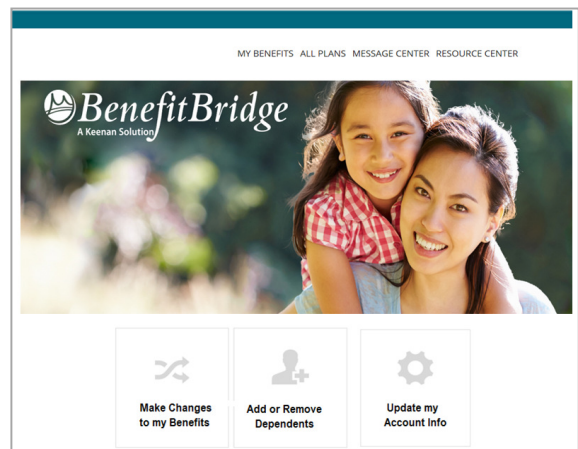 MY BENEFITS ALL PLANS MESSAGE CENTER RESOURCE CENTER
BenefitBridge
A Keenan Solution
Make Changes
to my Benefits
Add or Remove
Dependents
Update my
Account Info